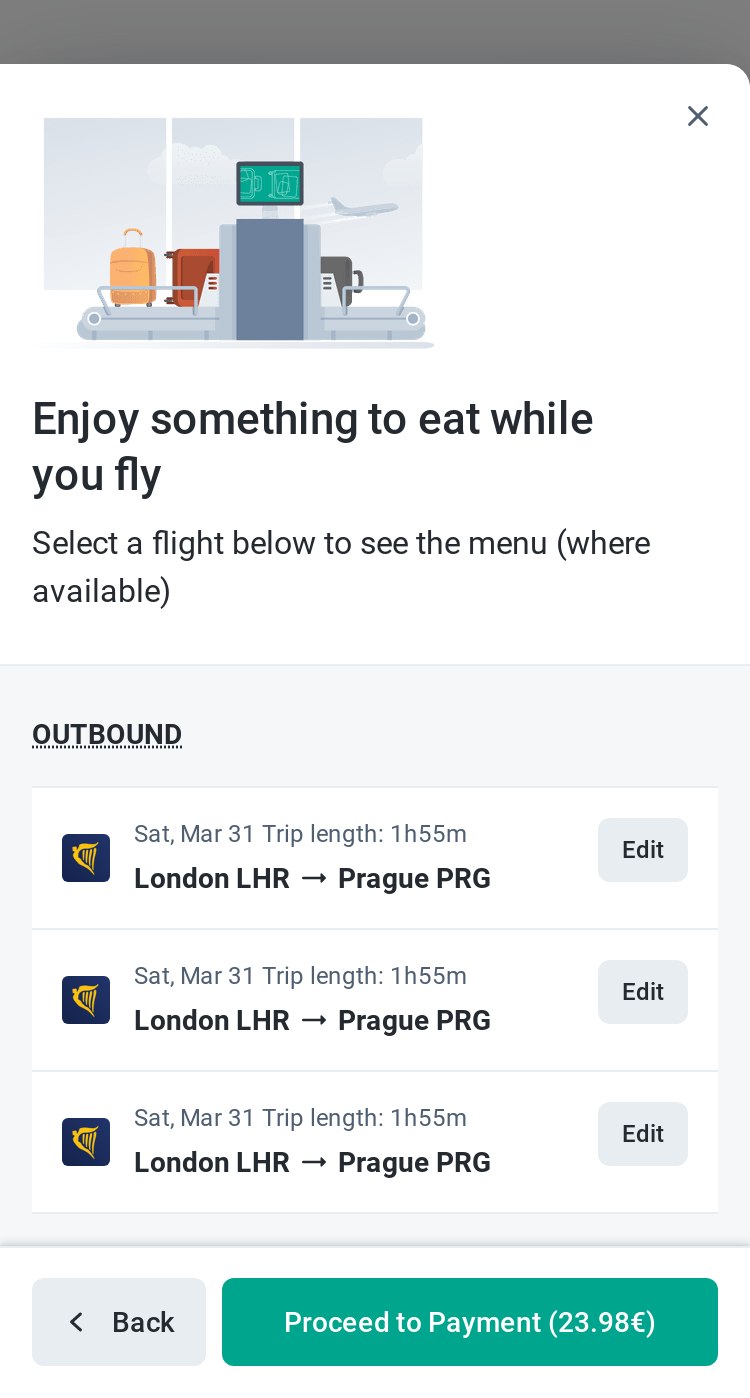 Enjoy something to eat while
you fly
Select a flight below to see the menu (where
available)
OUTBOUND
Sat, Mar 31 Trip length: 1h55m
London LHR → Prague PRG
Edit
Sat, Mar 31 Trip length: 1h55m
London LHR → Prague PRG
Edit
Sat, Mar 31 Trip length: 1h55m
London LHR → Prague PRG
Edit
Back
Proceed to Payment (23.98€)